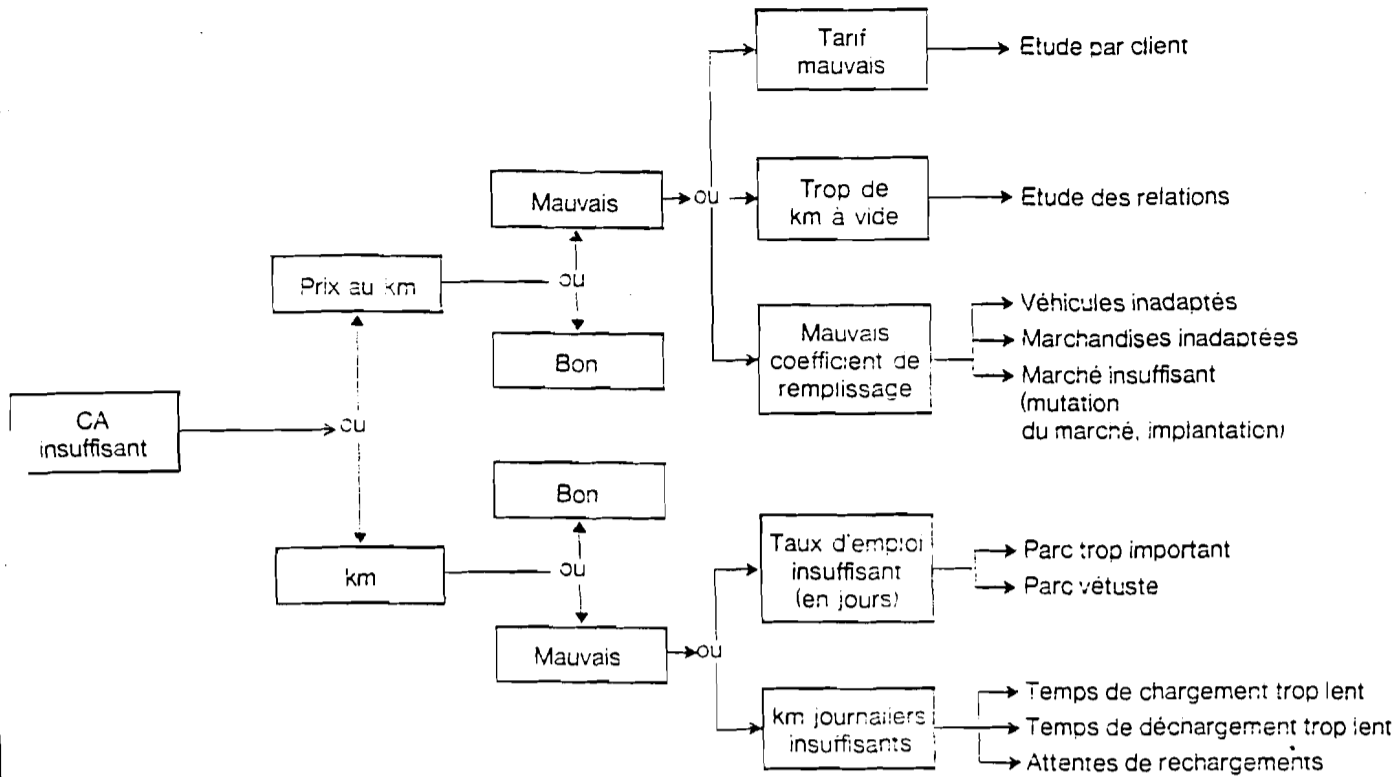 Tarif
mauvais
Etude par client
Mauvais
ou
Trop de
km à vide
Etude des relations
Prix au km
ou
Bon
Mauvais
coefficient de
remplissage
Véhicules inadaptés
Marchandises inadaptées
Marché insuffisant
(mutation
du marché, implantation)
CA
insuffisant
ou
Bon
km
ou
Mauvais
ou
Taux d'emploi
insuffisant
(en jours)
Parc trop important
Parc vétuste
km journaliers
insuffisants
Temps de chargement trop lent
Temps de déchargement trop lent
Attentes de rechargements